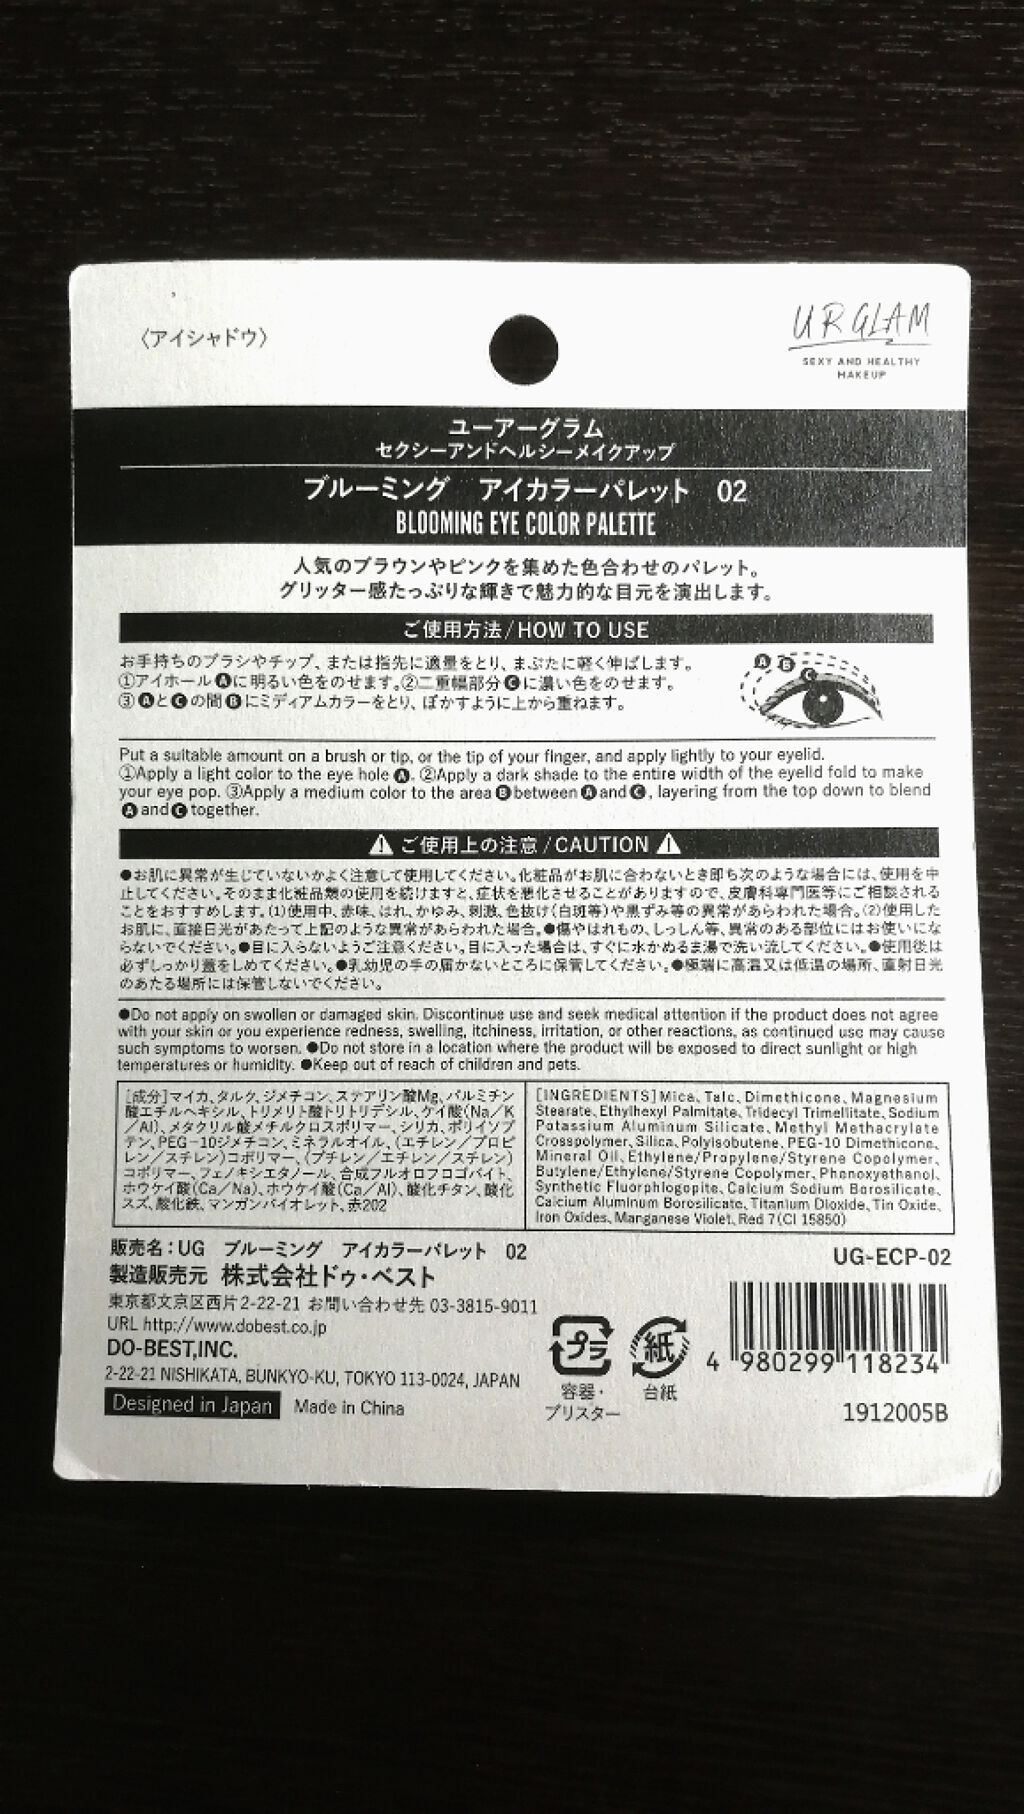 〈アイシャドウ〉
UR GLAM
SEXY AND HEALTHY
MAKEUP
ユーアーグラム
セクシーアンドヘルシーメイクアップ
ブルーミング アイカラーパレット 02
BLOOMING EYE COLOR PALETTE
人気のブラウンやピンクを集めた色合わせのパレット。
グリッター感たっぷりな輝きで魅力的な目元を演出します。
ご使用方法/HOW TO USE
お手持ちのブラシやチップ、または指先に適量をとり、まぶたに軽く伸ばします。
①アイホールAに明るい色をのせます。②二重幅部分Cに濃い色をのせます。
③AとCの間Bにミディアムカラーをとり、ぼかすように上から重ねます。
A B C
Put a suitable amount on a brush or tip, or the tip of your finger, and apply lightly to your eyelid.
①Apply a light color to the eye hole A. ②Apply a dark shade to the entire width of the eyelid fold to make
your eye pop. ③Apply a medium color to the area B between A and C, layering from the top down to blend
A and C together.
⚠ ご使用上の注意/CAUTION ⚠
●お肌に異常が生じていないかよく注意して使用してください。化粧品がお肌に合わないとき即ち次のような場合には、使用を中
止してください。そのまま化粧品類の使用を続けますと、症状を悪化させることがありますので、皮膚科専門医等にご相談される
ことをおすすめします。(1)使用中、赤味、はれ、かゆみ、刺激、色抜け(白斑等)や黒ずみ等の異常があらわれた場合。(2)使用した
お肌に、直接日光があたって上記のような異常があらわれた場合。●傷やはれもの、しっしん等、異常のある部位にはお使いにな
らないでください。●目に入らないようご注意ください。目に入った場合は、すぐに水かぬるま湯で洗い流してください。●使用後は
必ずしっかり蓋をしめてください。●乳幼児の手の届かないところに保管してください。●極端に高温又は低温の場所、直射日光
のあたる場所には保管しないでください。
●Do not apply on swollen or damaged skin. Discontinue use and seek medical attention if the product does not agree
with your skin or you experience redness, swelling, itchiness, irritation, or other reactions, as continued use may cause
such symptoms to worsen. ●Do not store in a location where the product will be exposed to direct sunlight or high
temperatures or humidity. ●Keep out of reach of children and pets.
[成分]マイカ、タルク、ジメチコン、ステアリン酸Mg、パルミチン
酸エチルヘキシル、トリメリト酸トリトリデシル、ケイ酸(Na/K
/Al)、メタクリル酸メチルクロスポリマー、シリカ、ポリイソブ
テン、PEG-10ジメチコン、ミネラルオイル、(エチレン/プロピ
レン/スチレン)コポリマー、(ブチレン/エチレン/スチレン)
コポリマー、フェノキシエタノール、合成フルオロフロゴパイト、
ホウケイ酸(Ca/Na)、ホウケイ酸(Ca/Al)、酸化チタン、酸化
スズ、酸化鉄、マンガンバイオレット、赤202
[INGREDIENTS]Mica、Talc、Dimethicone、Magnesium
Stearate、Ethylhexyl Palmitate、Tridecyl Trimellitate、Sodium
Potassium Aluminum Silicate、Methyl Methacrylate
Crosspolymer、Silica、Polyisobutene、PEG-10 Dimethicone、
Mineral Oil、Ethylene/Propylene/Styrene Copolymer、
Butylene/Ethylene/Styrene Copolymer、Phenoxyethanol、
Synthetic Fluorphlogopite、Calcium Sodium Borosilicate、
Calcium Aluminum Borosilicate、Titanium Dioxide、Tin Oxide、
Iron Oxides、Manganese Violet、Red 7(CI 15850)
販売名:UG ブルーミング アイカラーパレット 02
製造販売元 株式会社ドゥ・ベスト
東京都文京区西片2-22-21 お問い合わせ先 03-3815-9011
URL http://www.dobest.co.jp
DO-BEST,INC.
2-22-21 NISHIKATA, BUNKYO-KU, TOKYO 113-0024, JAPAN
Designed in Japan Made in China
プラ
容器・
ブリスター
紙
台紙
UG-ECP-02
4 980299 118234
1912005B